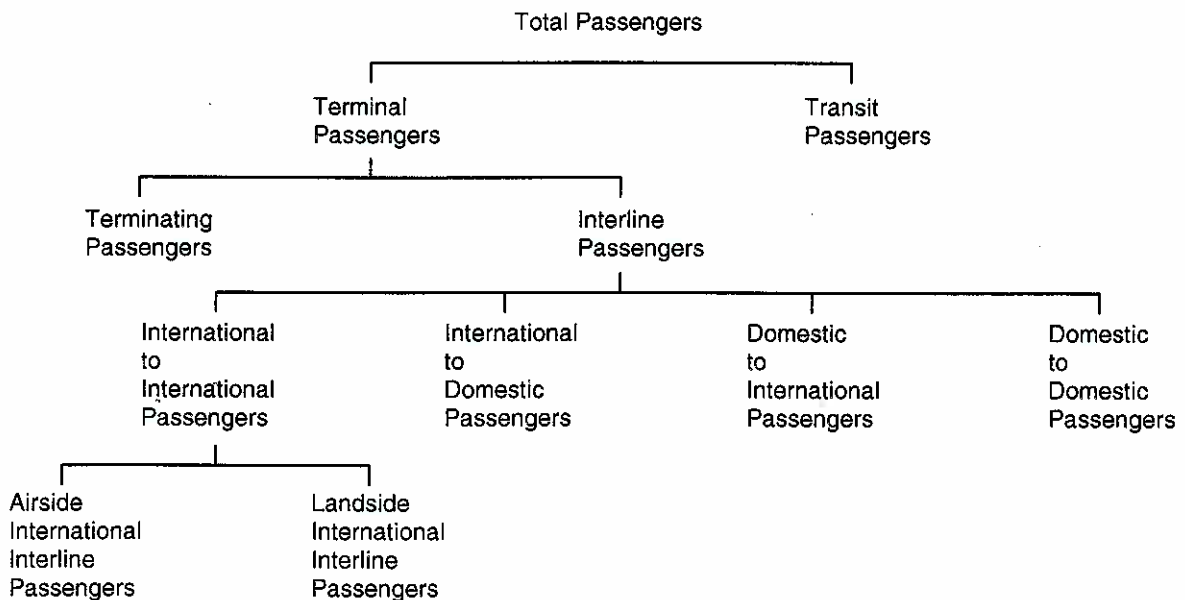 Total Passengers
Terminal
Passengers
Transit
Passengers
Terminating
Passengers
Interline
Passengers
International
to
International
Passengers
International
to
Domestic
Passengers
Domestic
to
International
Passengers
Domestic
to
Domestic
Passengers
Airside
International
Interline
Passengers
Landside
International
Interline
Passengers